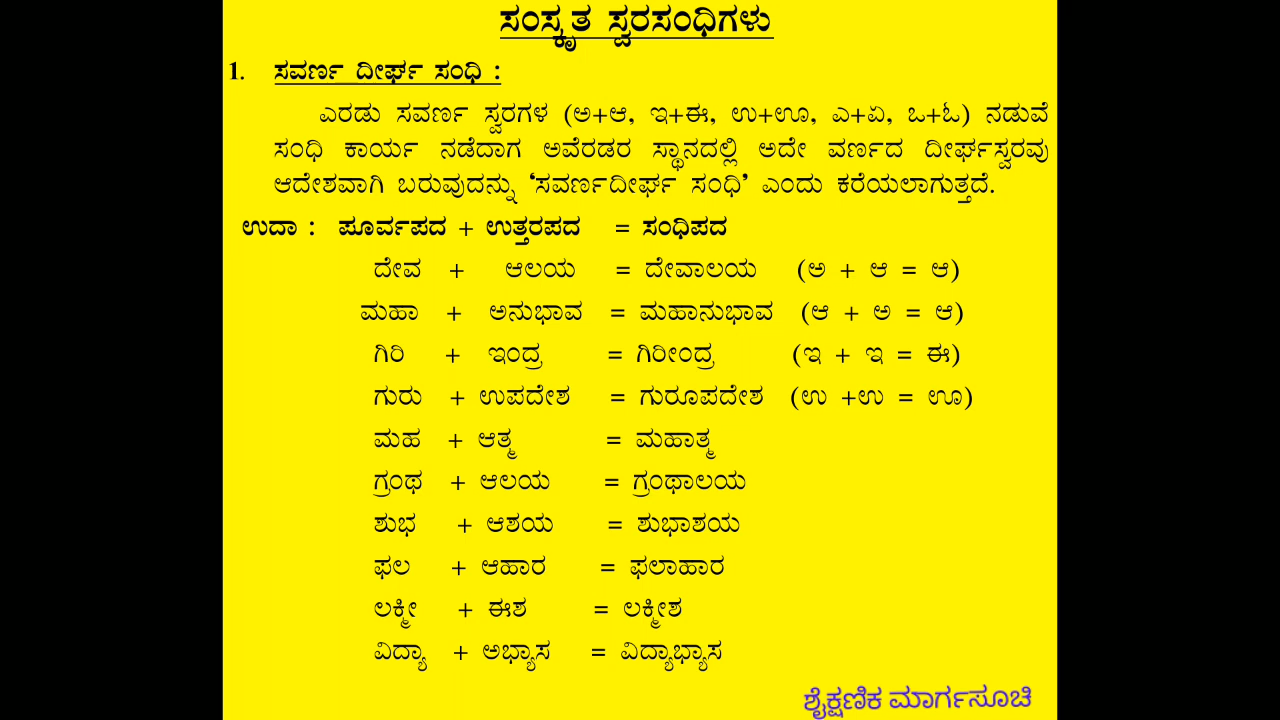 ಸಂಸ್ಕೃತ ಸ್ವರಸಂಧಿಗಳು
1. ಸವರ್ಣ ದೀರ್ಘ ಸಂಧಿ :
ಎರಡು ಸವರ್ಣ ಸ್ವರಗಳ (ಅ+ಆ, ಇ+ಈ, ಉ+ಊ, ಎ+ಏ, ಒ+ಓ) ನಡುವೆ
ಸಂಧಿ ಕಾರ್ಯ ನಡೆದಾಗ ಅವೆರಡರ ಸ್ಥಾನದಲ್ಲಿ ಅದೇ ವರ್ಣದ ದೀರ್ಘಸ್ವರವು
ಆದೇಶವಾಗಿ ಬರುವುದನ್ನು ‘ಸವರ್ಣದೀರ್ಘ ಸಂಧಿ’ ಎಂದು ಕರೆಯಲಾಗುತ್ತದೆ.
ಉದಾ : ಪೂರ್ವಪದ + ಉತ್ತರಪದ = ಸಂಧಿಪದ
ದೇವ + ಆಲಯ = ದೇವಾಲಯ (ಅ + ಆ = ಆ)
ಮಹಾ + ಅನುಭಾವ = ಮಹಾನುಭಾವ (ಆ + ಅ = ಆ)
ಗಿರಿ + ಇಂದ್ರ = ಗಿರೀಂದ್ರ (ಇ + ಇ = ಈ)
ಗುರು + ಉಪದೇಶ = ಗುರೂಪದೇಶ (ಉ +ಉ = ಊ)
ಮಹ + ಆತ್ಮ = ಮಹಾತ್ಮ
ಗ್ರಂಥ + ಆಲಯ = ಗ್ರಂಥಾಲಯ
ಶುಭ + ಆಶಯ = ಶುಭಾಶಯ
ಫಲ + ಆಹಾರ = ಫಲಾಹಾರ
ಲಕ್ಮೀ + ಈಶ = ಲಕ್ಮೀಶ
ವಿದ್ಯಾ + ಅಭ್ಯಾಸ = ವಿದ್ಯಾಭ್ಯಾಸ
ಶೈಕ್ಷಣಿಕ ಮಾರ್ಗಸೂಚಿ